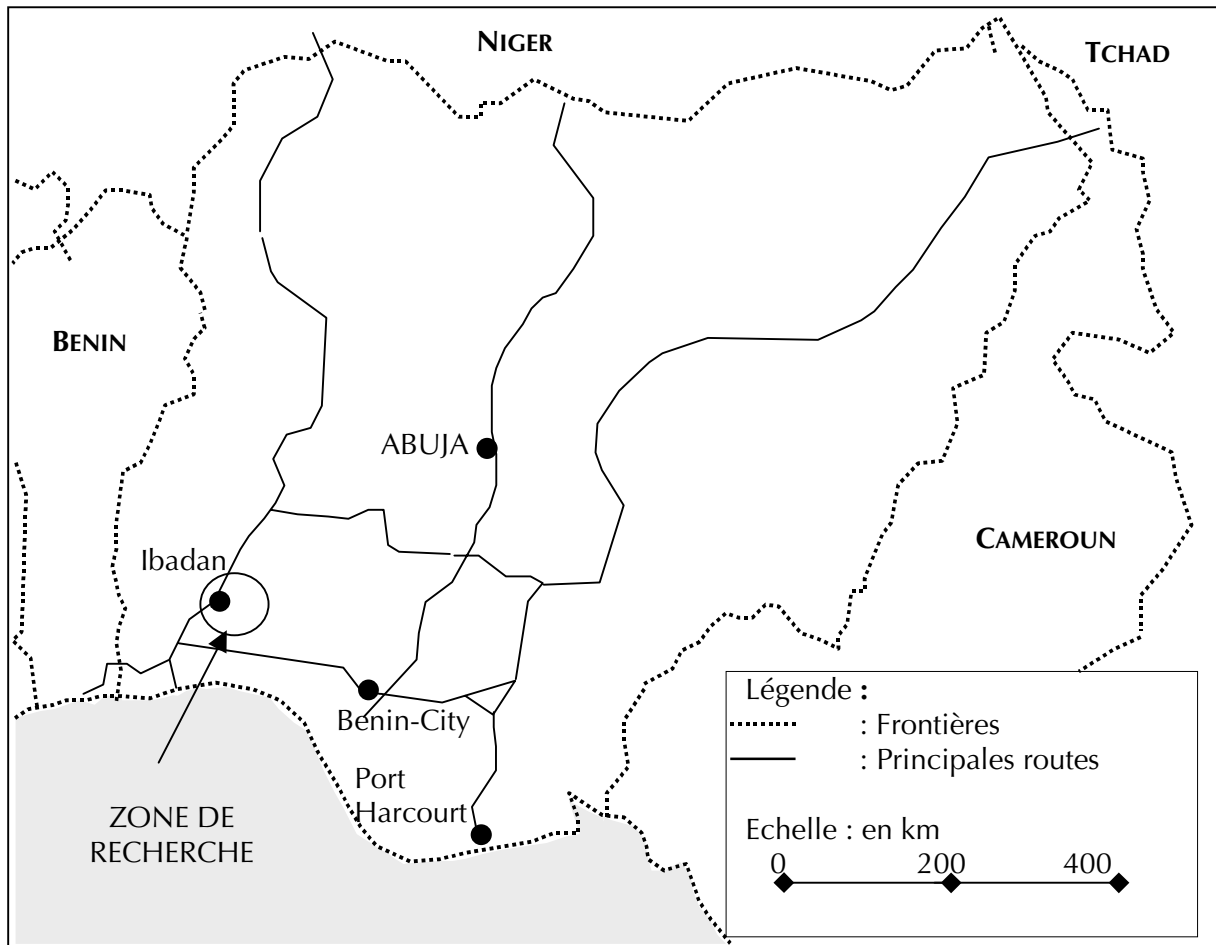 NIGER
TCHAD
BENIN
ABUJA
CAMEROUN
Ibadan
Benin-City
Port
Harcourt
ZONE DE
RECHERCHE
Légende :
: Frontières
: Principales routes
Echelle : en km
0 200 400